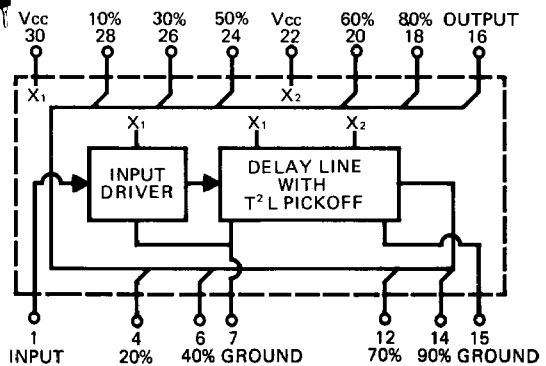 Vcc 10% 30% 50% Vcc 60% 80% OUTPUT
30 28 26 24 22 20 18 16
X1 X2
X1 X1 X2
INPUT DRIVER
DELAY LINE
WITH
T²L PICKOFF
1 4 6 7 12 14 15
INPUT 20% 40% GROUND 70% 90% GROUND